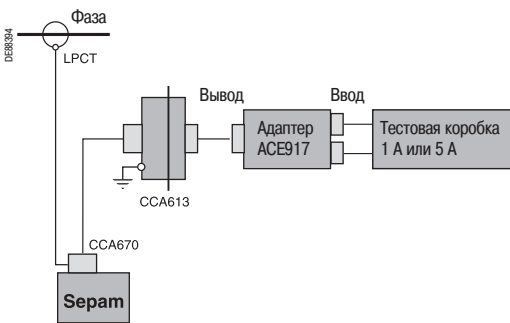 Фаза
DE88394
LPCT
Вывод
Ввод
Адаптер
ACE917
Тестовая коробка
1 А или 5 А
CCA613
CCA670
Sepam